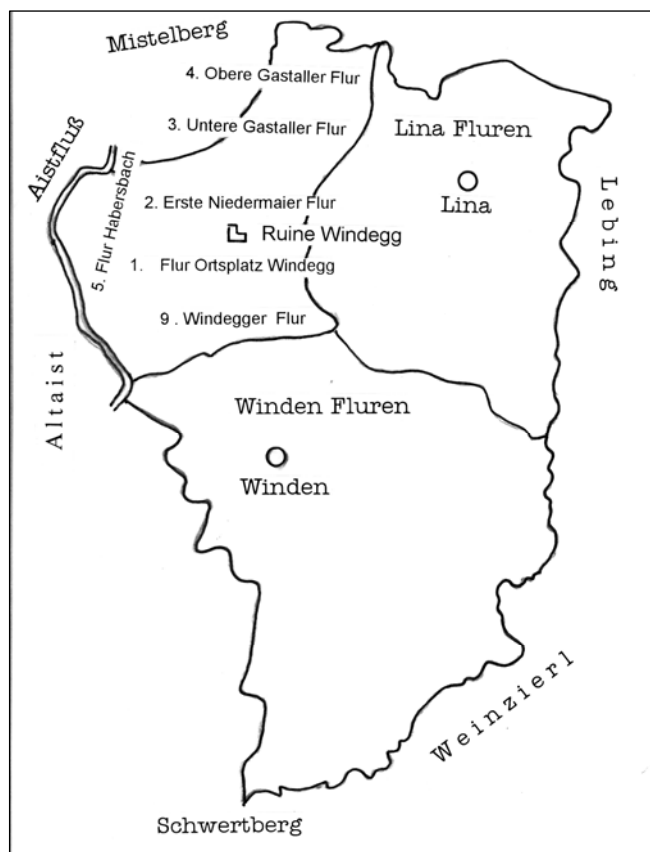 Mistelberg
4. Obere Gastaller Flur
3. Untere Gastaller Flur
Lina Fluren
Aistfluß
Lina
Lebing
2. Erste Niedermaier Flur
5. Flur Habersbach
Ruine Windegg
1. Flur Ortsplatz Windegg
9 . Windegger Flur
Altaist
Winden Fluren
Winden
Weinzierl
Schwertberg